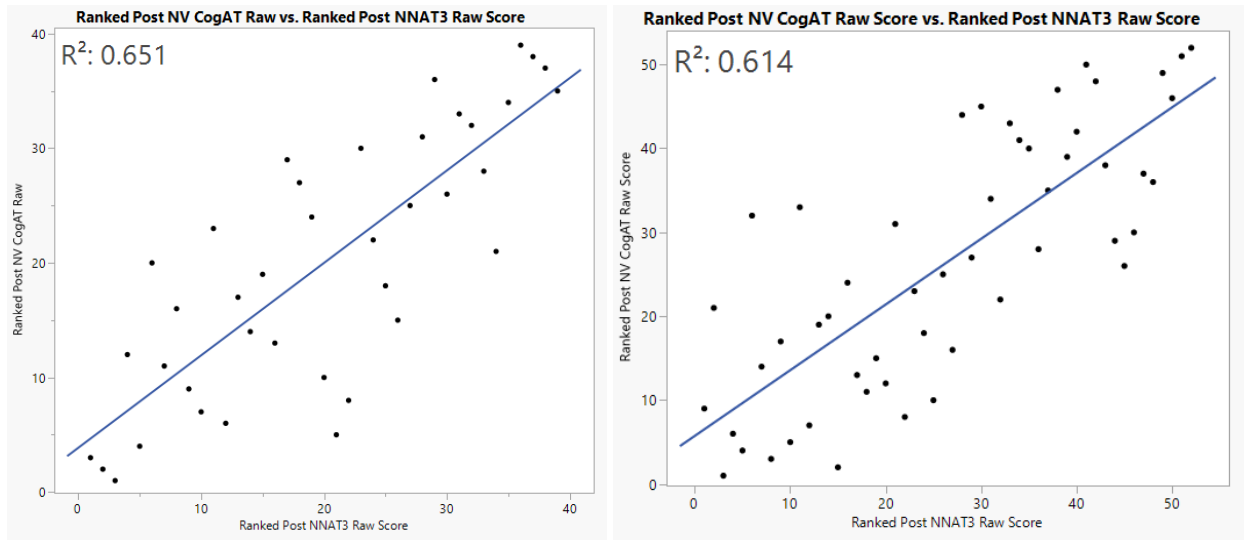 Ranked Post NV CogAT Raw vs. Ranked Post NNAT3 Raw Score
R²: 0.651
Ranked Post NV CogAT Raw
40
30
20
10
0
0 10 20 30 40
Ranked Post NNAT3 Raw Score
Ranked Post NV CogAT Raw Score vs. Ranked Post NNAT3 Raw Score
R²: 0.614
Ranked Post NV CogAT Raw Score
50
40
30
20
10
0
0 10 20 30 40 50
Ranked Post NNAT3 Raw Score